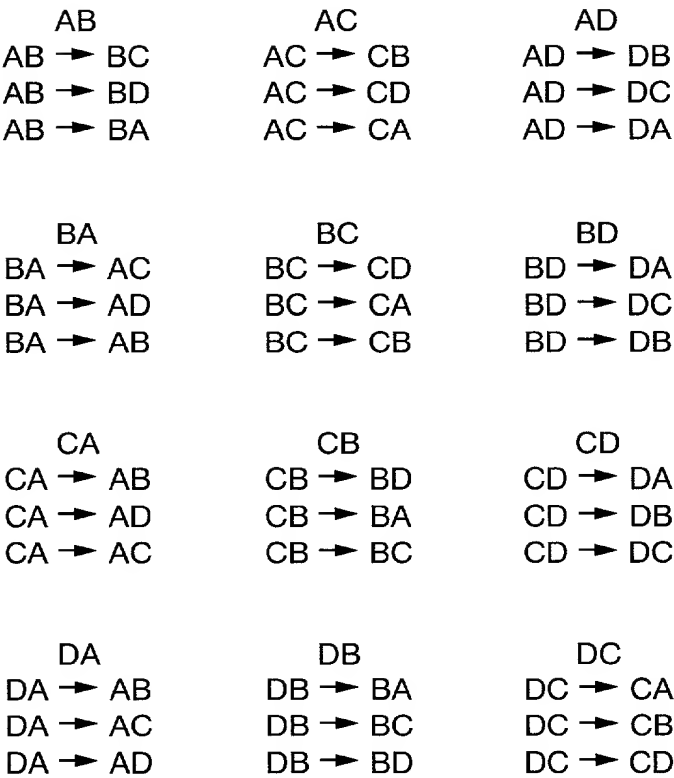 AB AC AD
AB → BC AC → CB AD → DB
AB → BD AC → CD AD → DC
AB → BA AC → CA AD → DA
BA BC BD
BA → AC BC → CD BD → DA
BA → AD BC → CA BD → DC
BA → AB BC → CB BD → DB
CA CB CD
CA → AB CB → BD CD → DA
CA → AD CB → BA CD → DB
CA → AC CB → BC CD → DC
DA DB DC
DA → AB DB → BA DC → CA
DA → AC DB → BC DC → CB
DA → AD DB → BD DC → CD